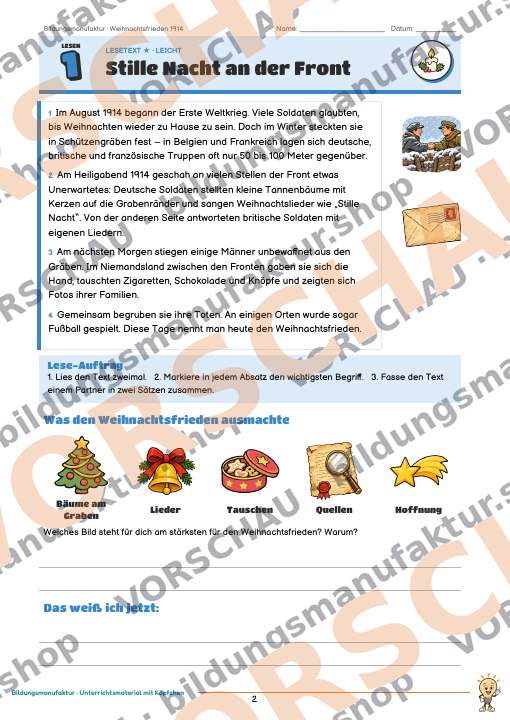 Bildungsmanufaktur · Weihnachtsfrieden 1914 Name: Datum:
LESEN
1
LESETEXT ★ · LEICHT
Stille Nacht an der Front
1 Im August 1914 begann der Erste Weltkrieg. Viele Soldaten glaubten,
bis Weihnachten wieder zu Hause zu sein. Doch im Winter steckten sie
in Schützengräben fest – in Belgien und Frankreich lagen sich deutsche,
britische und französische Truppen oft nur 50 bis 100 Meter gegenüber.
2 Am Heiligabend 1914 geschah an vielen Stellen der Front etwas
Unerwartetes: Deutsche Soldaten stellten kleine Tannenbäume mit
Kerzen auf die Grabenränder und sangen Weihnachtslieder wie „Stille
Nacht“. Von der anderen Seite antworteten britische Soldaten mit
eigenen Liedern.
3 Am nächsten Morgen stiegen einige Männer unbewaffnet aus den
Gräben. Im Niemandsland zwischen den Fronten gaben sie sich die
Hand, tauschten Zigaretten, Schokolade und Knöpfe und zeigten sich
Fotos ihrer Familien.
4 Gemeinsam begruben sie ihre Toten. An einigen Orten wurde sogar
Fußball gespielt. Diese Tage nennt man heute den Weihnachtsfrieden.
Lese-Auftrag
1. Lies den Text zweimal. 2. Markiere in jedem Absatz den wichtigsten Begriff. 3. Fasse den Text
einem Partner in zwei Sätzen zusammen.
Was den Weihnachtsfrieden ausmachte
Bäume am
Graben
Lieder
Tauschen
Quellen
Hoffnung
Welches Bild steht für dich am stärksten für den Weihnachtsfrieden? Warum?
Das weiß ich jetzt:
Bildungsmanufaktur · Unterrichtsmaterial mit Köpfchen
2
VORSCHAU · bildungsmanufaktur.shop